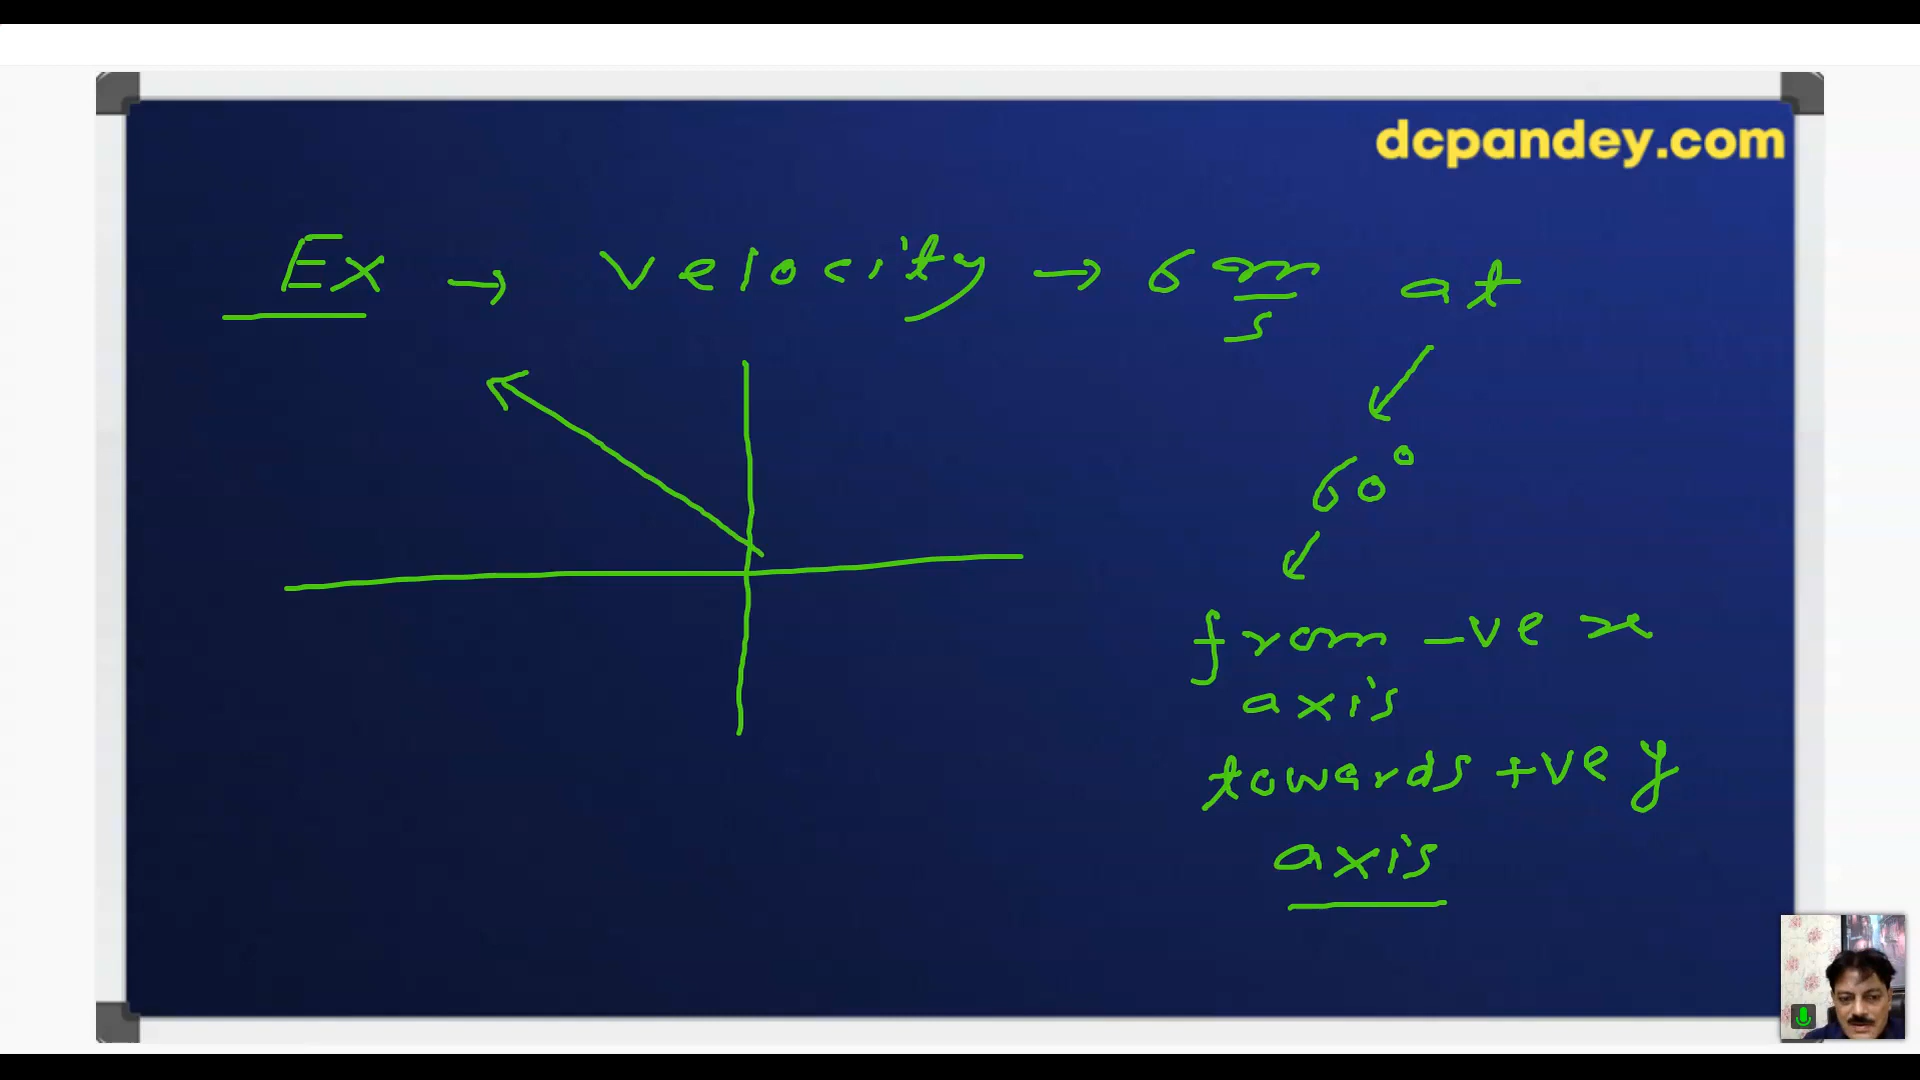 dcpandey.com
Ex → velocity → 6 m/s at
60°
from -ve x
axis
towards +ve y
axis